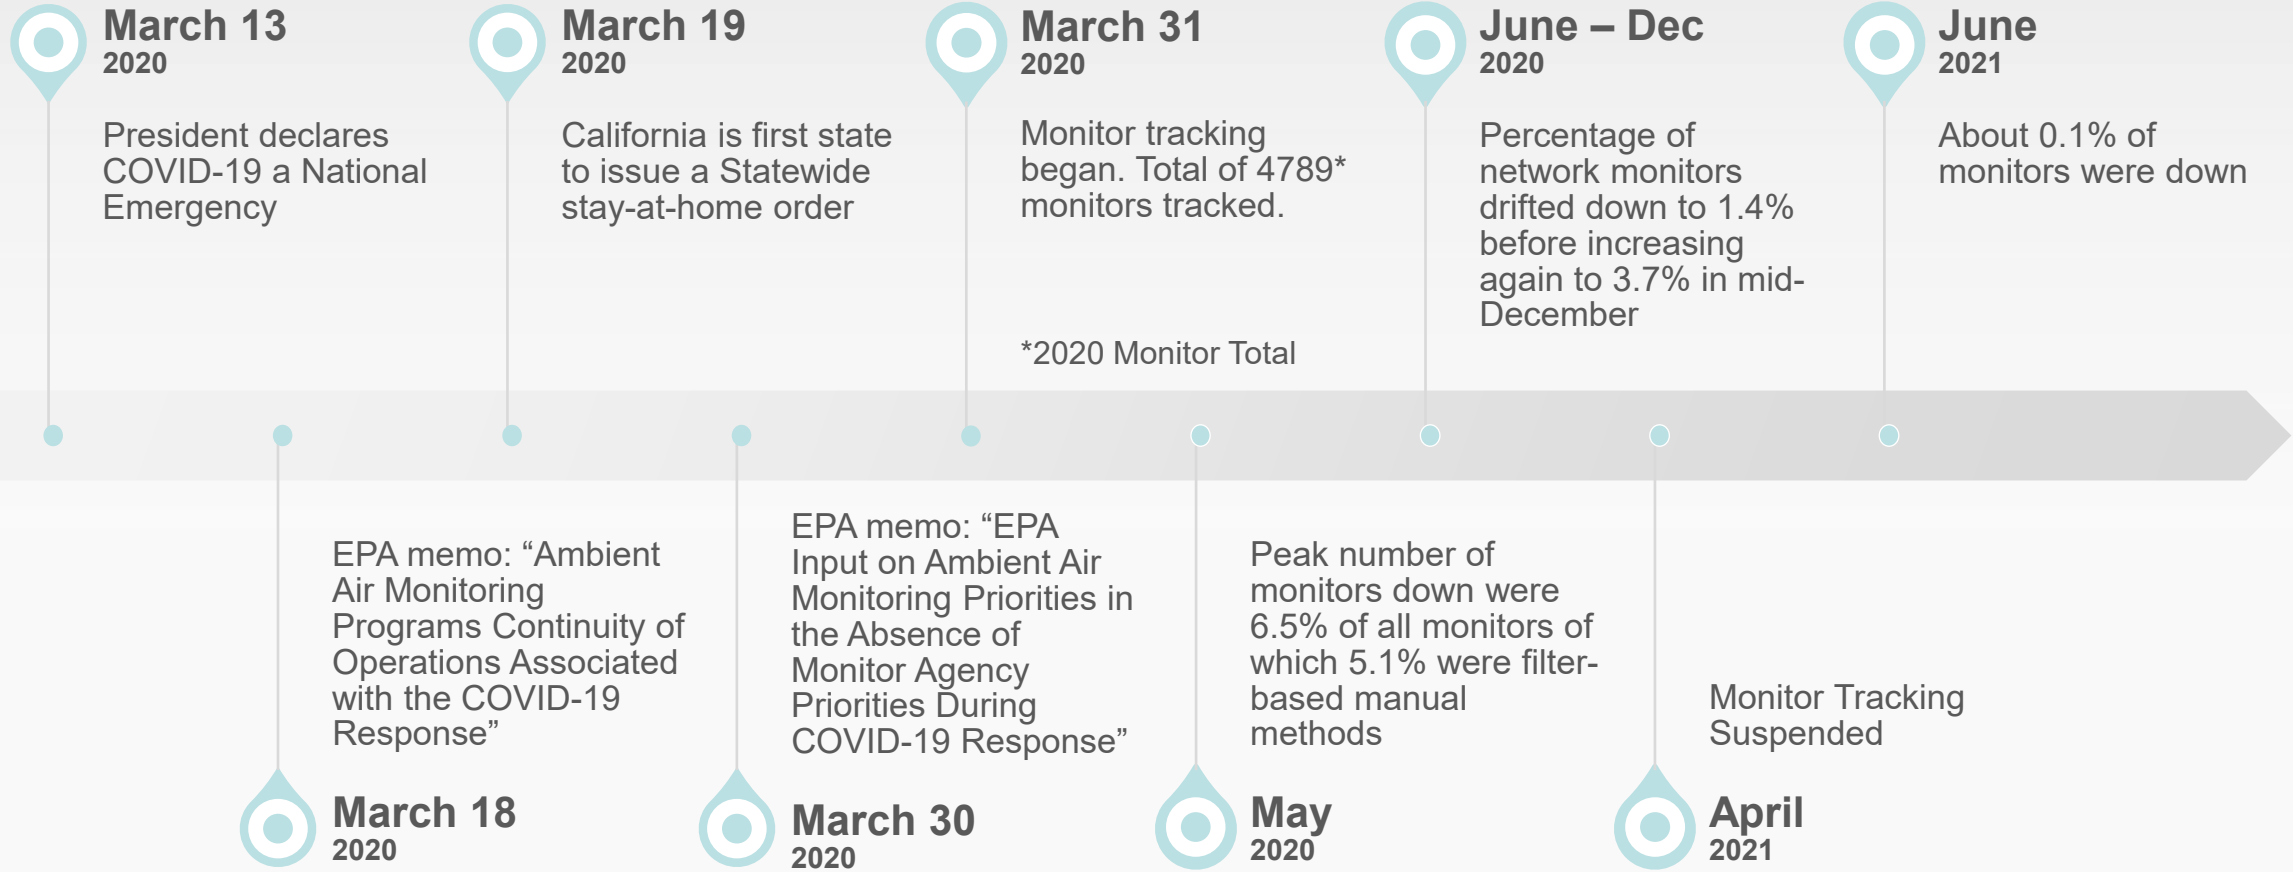 March 13
2020
President declares
COVID-19 a National
Emergency
March 19
2020
California is first state
to issue a Statewide
stay-at-home order
March 31
2020
Monitor tracking
began. Total of 4789*
monitors tracked.
*2020 Monitor Total
June – Dec
2020
Percentage of
network monitors
drifted down to 1.4%
before increasing
again to 3.7% in mid-
December
June
2021
About 0.1% of
monitors were down
EPA memo: “Ambient
Air Monitoring
Programs Continuity of
Operations Associated
with the COVID-19
Response”
March 18
2020
EPA memo: “EPA
Input on Ambient Air
Monitoring Priorities in
the Absence of
Monitor Agency
Priorities During
COVID-19 Response”
March 30
2020
Peak number of
monitors down were
6.5% of all monitors of
which 5.1% were filter-
based manual
methods
May
2020
Monitor Tracking
Suspended
April
2021